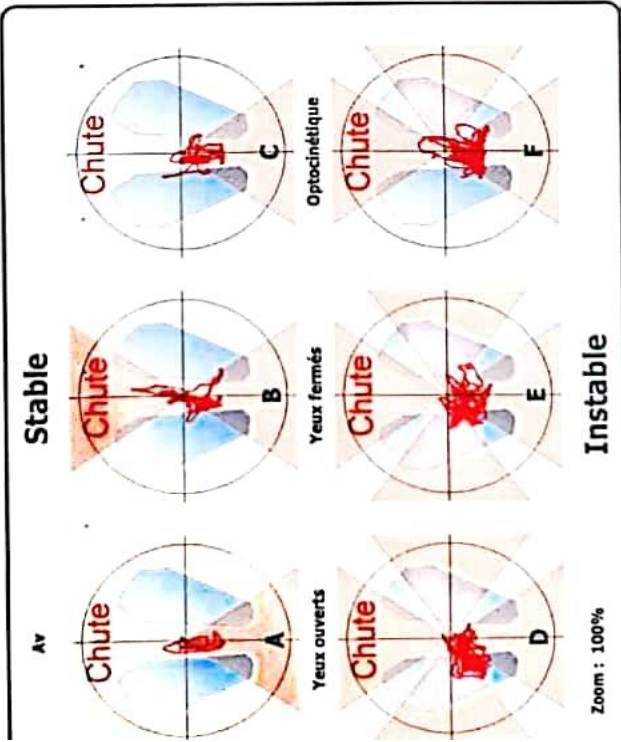 Av
Stable
Chute
Chute
Chute
A
B
C
Yeux ouverts
Yeux fermés
Optocinétique
Chute
Chute
Chute
D
E
F
Zoom : 100%
Instable